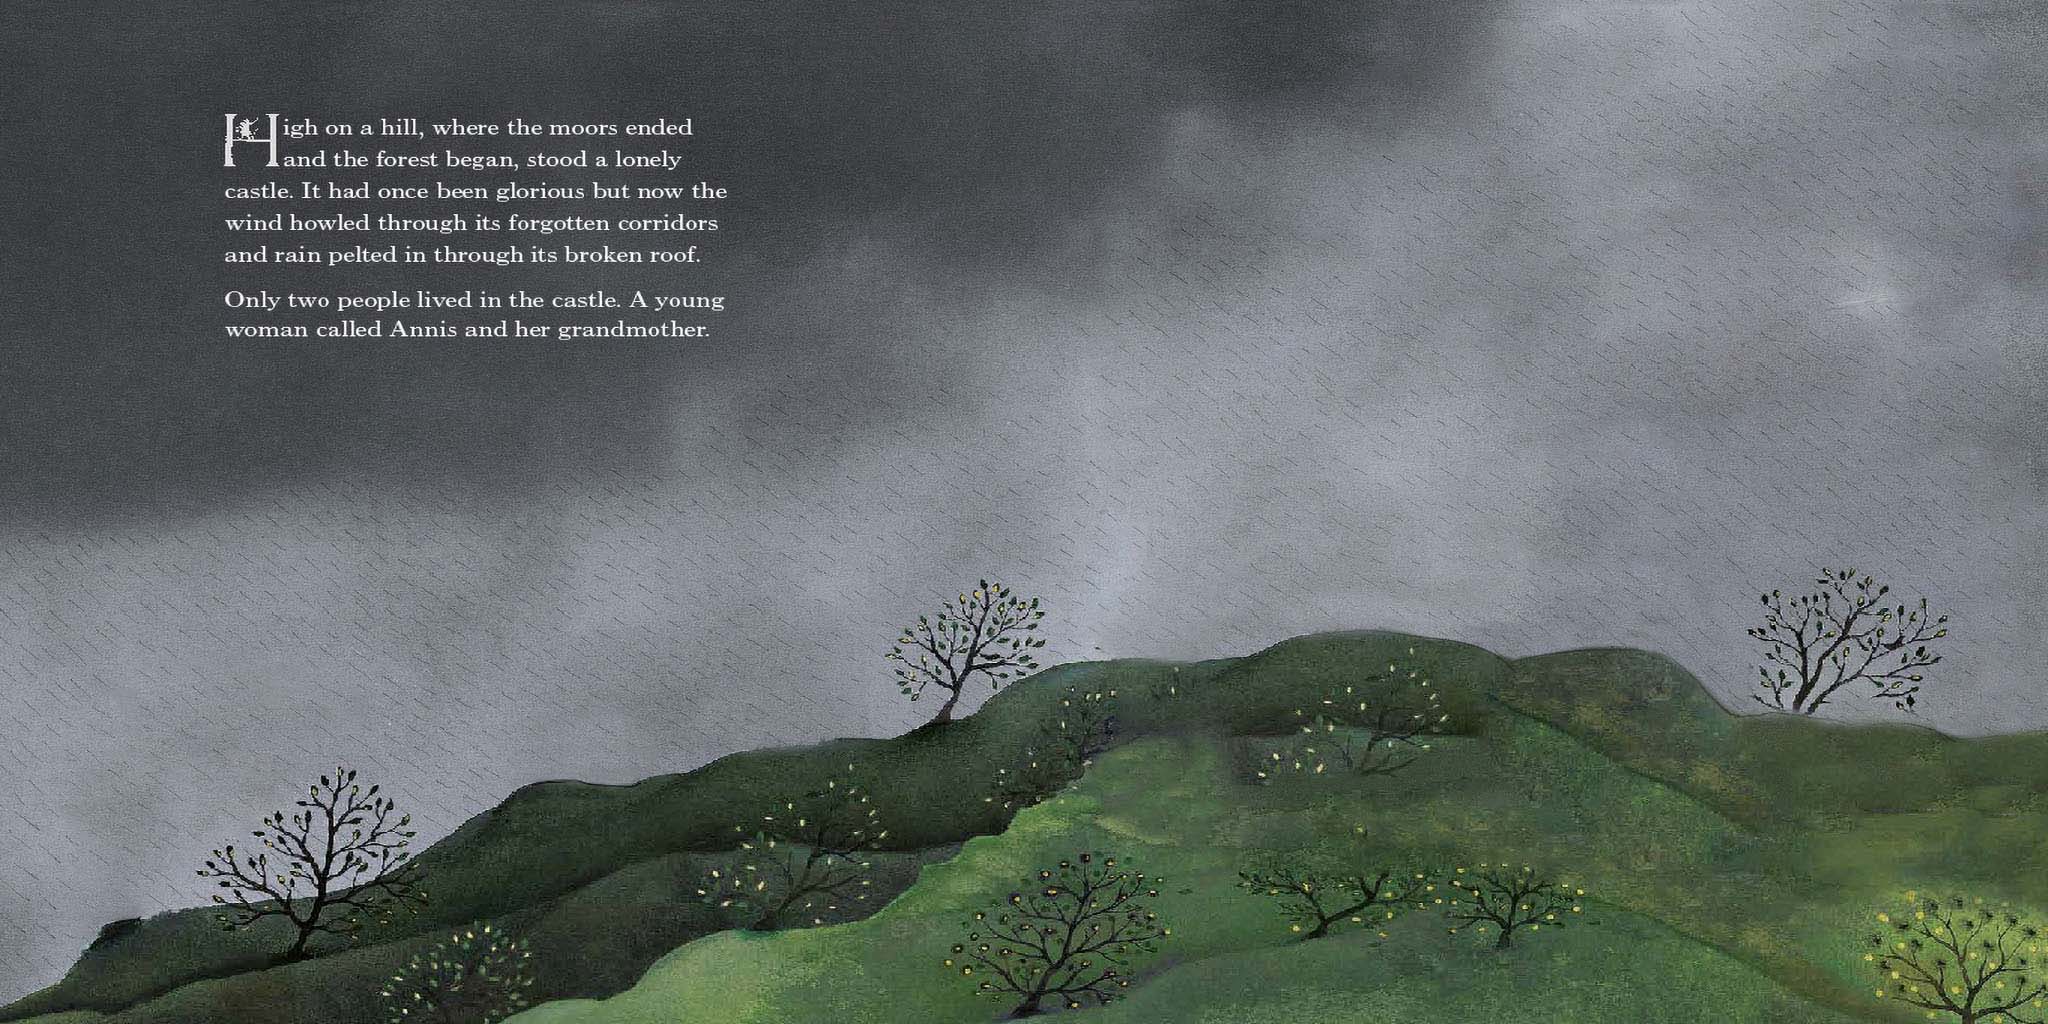 High on a hill, where the moors ended
and the forest began, stood a lonely
castle. It had once been glorious but now the
wind howled through its forgotten corridors
and rain pelted in through its broken roof.
Only two people lived in the castle. A young
woman called Annis and her grandmother.